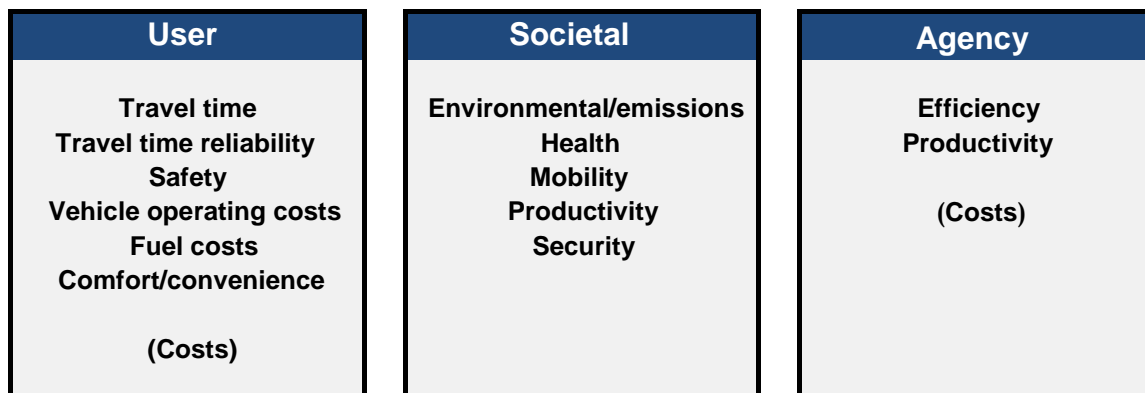 User
Travel time
Travel time reliability
Safety
Vehicle operating costs
Fuel costs
Comfort/convenience
(Costs)
Societal
Environmental/emissions
Health
Mobility
Productivity
Security
Agency
Efficiency
Productivity
(Costs)